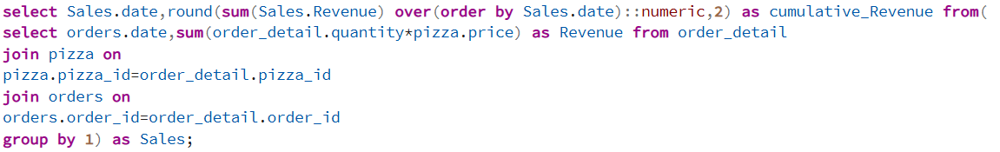 select Sales.date,round(sum(Sales.Revenue) over(order by Sales.date)::numeric,2) as cumulative_Revenue from(
select orders.date,sum(order_detail.quantity*pizza.price) as Revenue from order_detail
join pizza on
pizza.pizza_id=order_detail.pizza_id
join orders on
orders.order_id=order_detail.order_id
group by 1) as Sales;